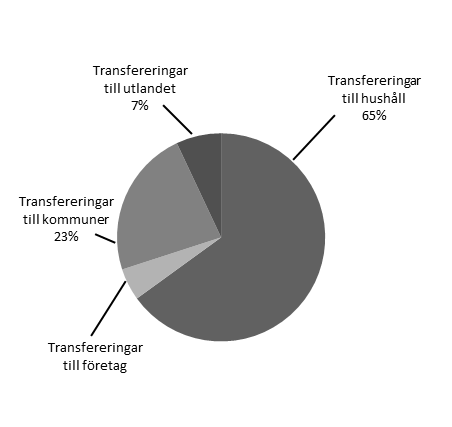 Transfereringar
till utlandet
7%
Transfereringar
till hushåll
65%
Transfereringar
till kommuner
23%
Transfereringar
till företag